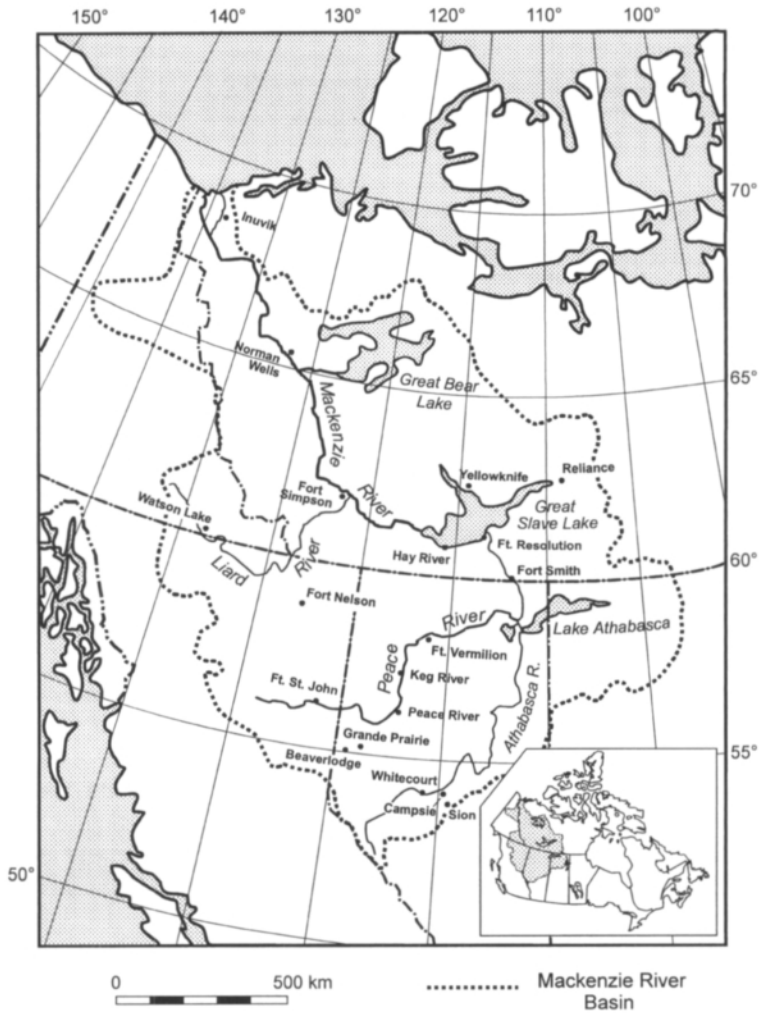 150° 140° 130° 120° 110° 100°
70°
Inuvik
Norman
Wells
65°
Great Bear
Lake
Mackenzie
River
Yellowknife
Reliance
Fort
Simpson
Watson Lake
Great
Slave Lake
Hay River
Ft. Resolution
60°
Fort Smith
Liard
River
Fort Nelson
River
Lake Athabasca
Ft. Vermilion
Peace
Keg River
Ft. St. John
Athabasca R.
Peace River
Grande Prairie
55°
Beaverlodge
Whitecourt
Campsie
Sion
50°
0 500 km
Mackenzie River
Basin